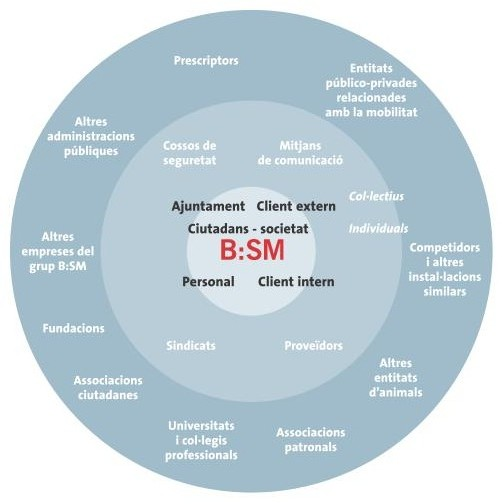 Prescriptors
Entitats
público-privades
relacionades
amb la mobilitat
Altres
administracions
públiques
Cossos de
seguretat
Mitjans
de comunicació
Col·lectius
Individuals
Ajuntament
Client extern
Ciutadans - societat
B:SM
Personal
Client intern
Altres
empreses del
grup B:SM
Competidors
i altres
instal·lacions
similars
Fundacions
Sindicats
Proveïdors
Altres
entitats
d'animals
Associacions
ciutadanes
Universitats
i col·legis
professionals
Associacions
patronals